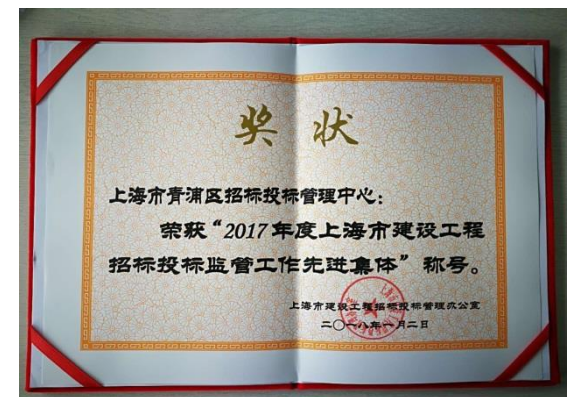 奖状
上海市青浦区招标投标管理中心：
荣获“2017年度上海市建设工程
招标投标监管工作先进集体”称号。
上海市建设工程招标投标管理办公室
二〇一八年一月二日